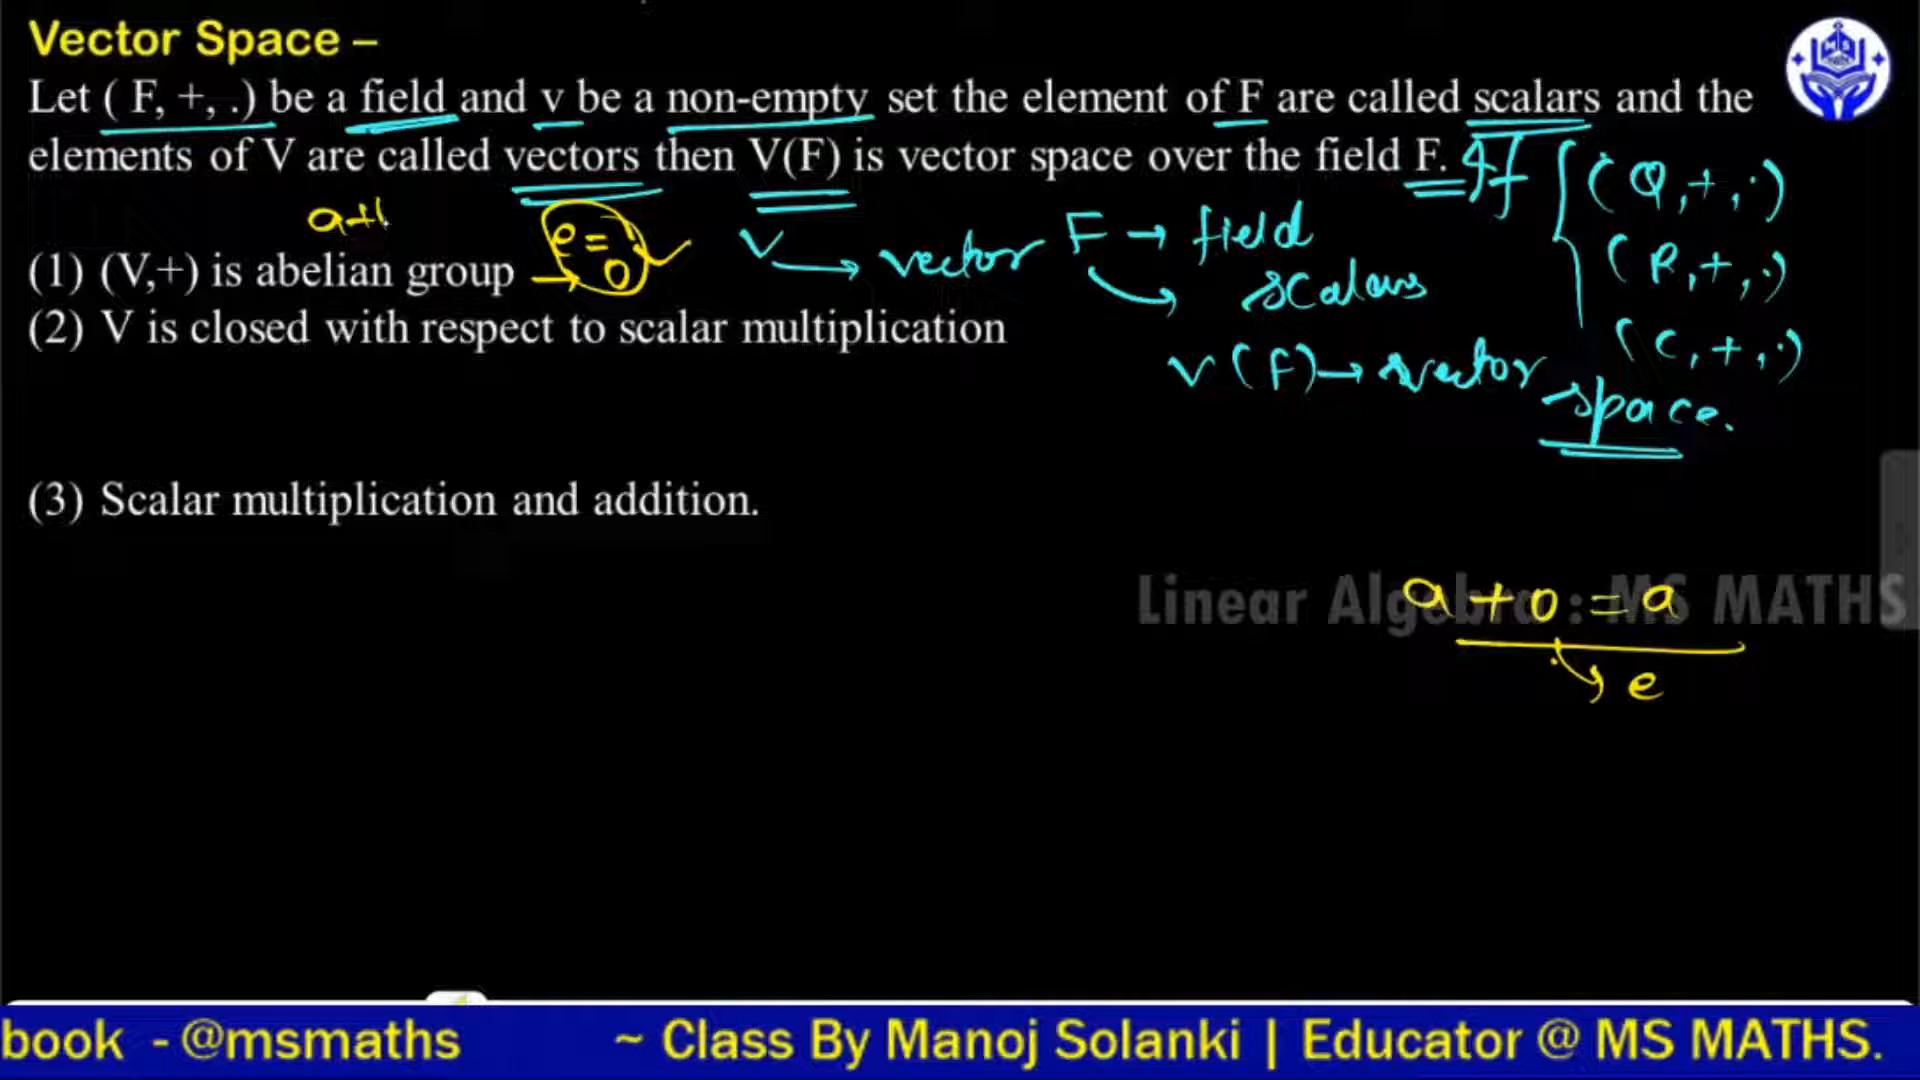 Vector Space –
Let ( F, +, .) be a field and v be a non-empty set the element of F are called scalars and the
elements of V are called vectors then V(F) is vector space over the field F. If
(Q,+,.)
(R,+,.)
(C,+,.)
a+
e = 0
V → vector
F → field
scalars
V(F) → vector
space.
(1) (V,+) is abelian group
(2) V is closed with respect to scalar multiplication
(3) Scalar multiplication and addition.
Linear Algebra : MS MATHS
a + 0 = a
e
book - @msmaths ~ Class By Manoj Solanki | Educator @ MS MATHS.